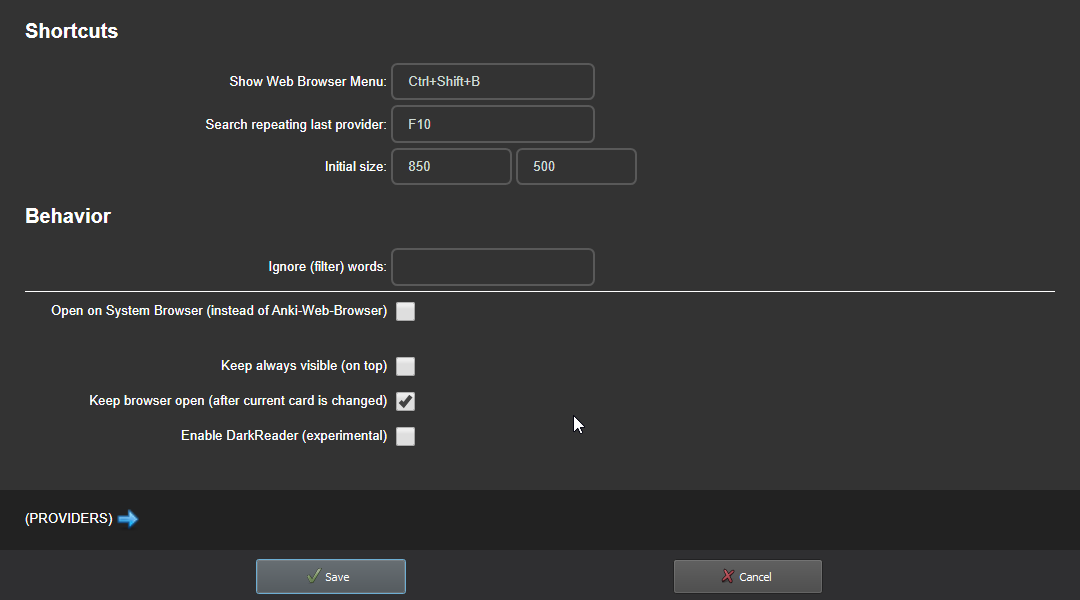 Shortcuts
Show Web Browser Menu: Ctrl+Shift+B
Search repeating last provider: F10
Initial size: 850 500
Behavior
Ignore (filter) words:
Open on System Browser (instead of Anki-Web-Browser)
Keep always visible (on top)
Keep browser open (after current card is changed)
Enable DarkReader (experimental)
(PROVIDERS)
Save Cancel